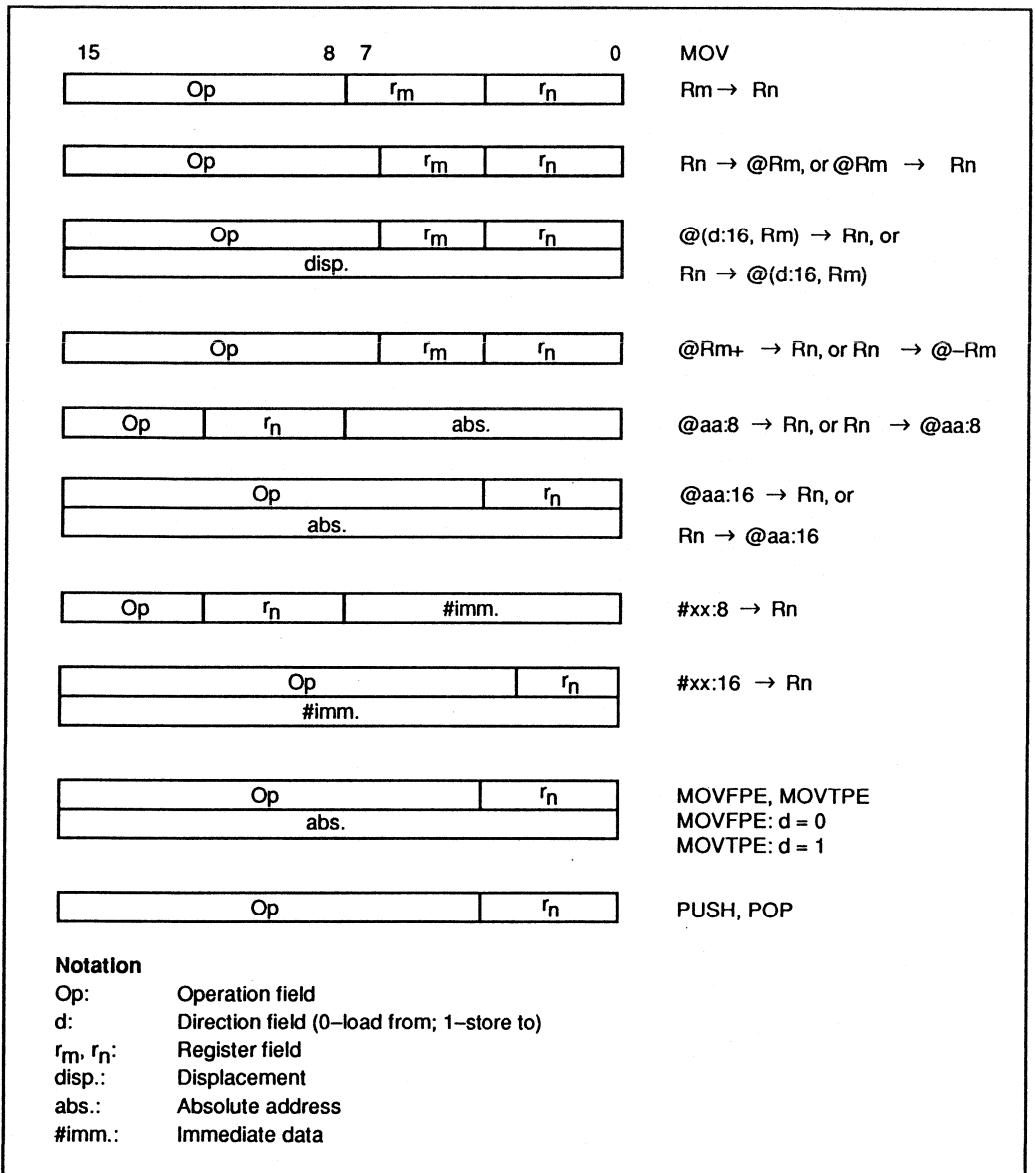 15 8 7 0 MOV
Op rm rn Rm → Rn
Op rm rn Rn → @Rm, or @Rm → Rn
Op rm rn @(d:16, Rm) → Rn, or
disp. Rn → @(d:16, Rm)
Op rm rn @Rm+ → Rn, or Rn → @–Rm
Op rn abs. @aa:8 → Rn, or Rn → @aa:8
Op rn @aa:16 → Rn, or
abs. Rn → @aa:16
Op rn #imm. #xx:8 → Rn
Op rn #xx:16 → Rn
#imm.
Op rn MOVFPE, MOVTPE
abs. MOVFPE: d = 0
MOVTPE: d = 1
Op rn PUSH, POP
Notation
Op: Operation field
d: Direction field (0–load from; 1–store to)
rm, rn: Register field
disp.: Displacement
abs.: Absolute address
#imm.: Immediate data